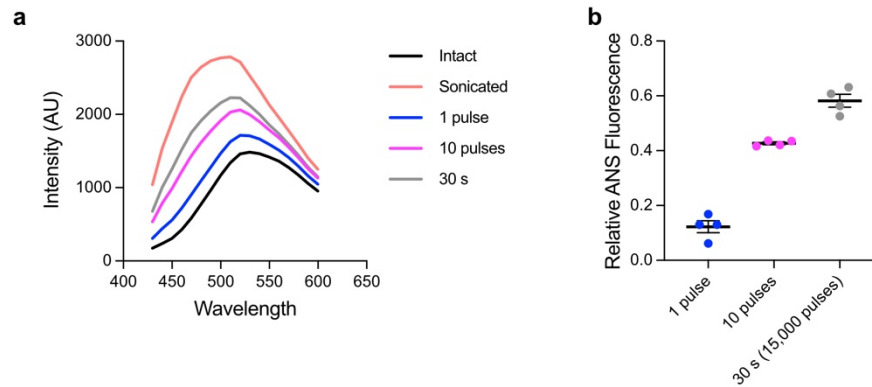 a
3000
2000
1000
0
Intensity (AU)
400
450
500
550
600
650
Wavelength
Intact
Sonicated
1 pulse
10 pulses
30 s
b
0.8
0.6
0.4
0.2
0.0
Relative ANS Fluorescence
1 pulse
10 pulses
30 s (15,000 pulses)